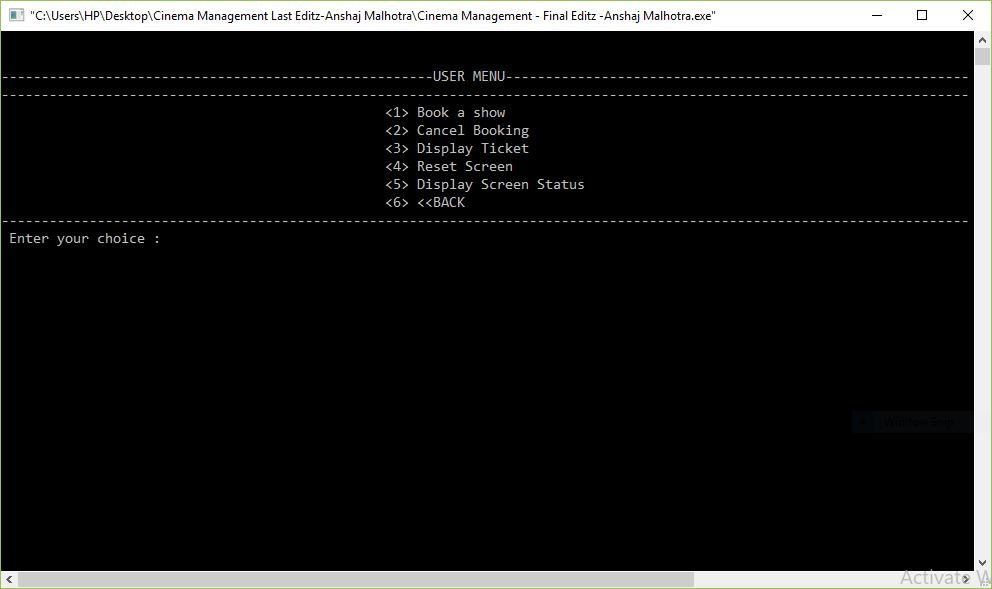 "C:\Users\HP\Desktop\Cinema Management Last Editz-Anshaj Malhotra\Cinema Management - Final Editz -Anshaj Malhotra.exe"
------------------------------------------------------USER MENU----------------------------------------------------------
-------------------------------------------------------------------------------------------------------------------------
<1> Book a show
<2> Cancel Booking
<3> Display Ticket
<4> Reset Screen
<5> Display Screen Status
<6> <<BACK
-------------------------------------------------------------------------------------------------------------------------
Enter your choice :
Window Snip
Activate W